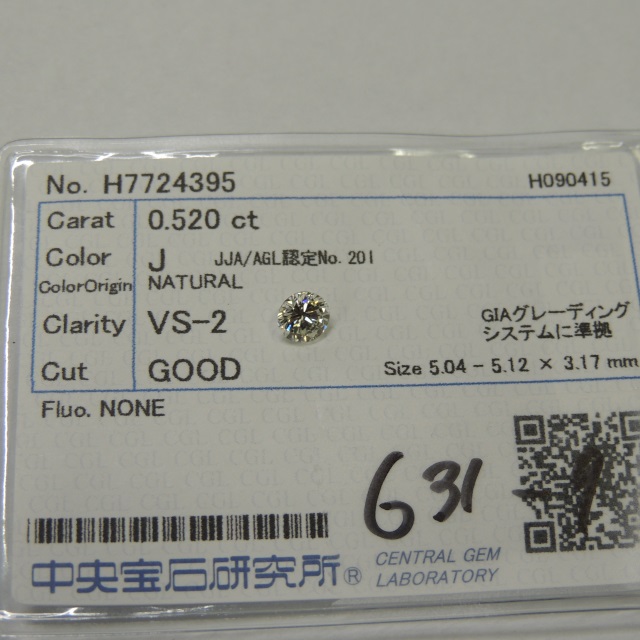 No. H7724395 H090415
Carat 0.520 ct
Color J JJA/AGL認定No.201
ColorOrigin NATURAL
Clarity VS-2 GIAグレーディング
システムに準拠
Cut GOOD Size 5.04 - 5.12 × 3.17 mm
Fluo. NONE
631 - 9
中央宝石研究所® CENTRAL GEM
LABORATORY